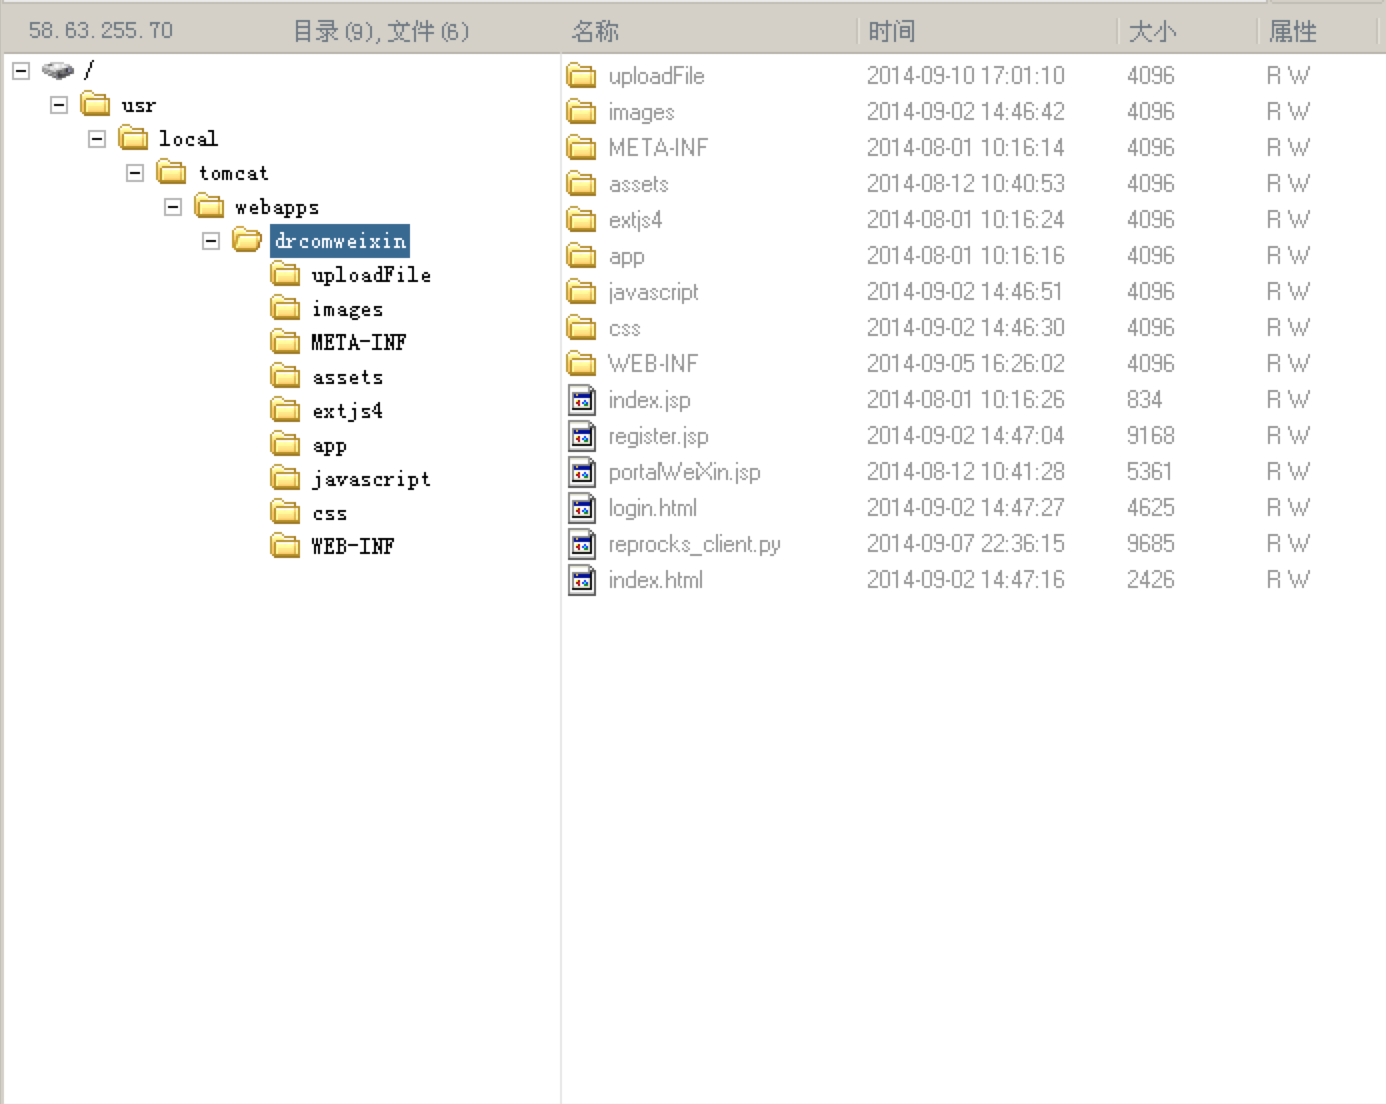 58.63.255.70 目录(9),文件(6) 名称 时间 大小 属性
/
usr
local
tomcat
webapps
drcomweixin
uploadFile
images
META-INF
assets
extjs4
app
javascript
css
WEB-INF
uploadFile 2014-09-10 17:01:10 4096 R W
images 2014-09-02 14:46:42 4096 R W
META-INF 2014-08-01 10:16:14 4096 R W
assets 2014-08-12 10:40:53 4096 R W
extjs4 2014-08-01 10:16:24 4096 R W
app 2014-08-01 10:16:16 4096 R W
javascript 2014-09-02 14:46:51 4096 R W
css 2014-09-02 14:46:30 4096 R W
WEB-INF 2014-09-05 16:26:02 4096 R W
index.jsp 2014-08-01 10:16:26 834 R W
register.jsp 2014-09-02 14:47:04 9168 R W
portalWeiXin.jsp 2014-08-12 10:41:28 5361 R W
login.html 2014-09-02 14:47:27 4625 R W
reprocks_client.py 2014-09-07 22:36:15 9685 R W
index.html 2014-09-02 14:47:16 2426 R W